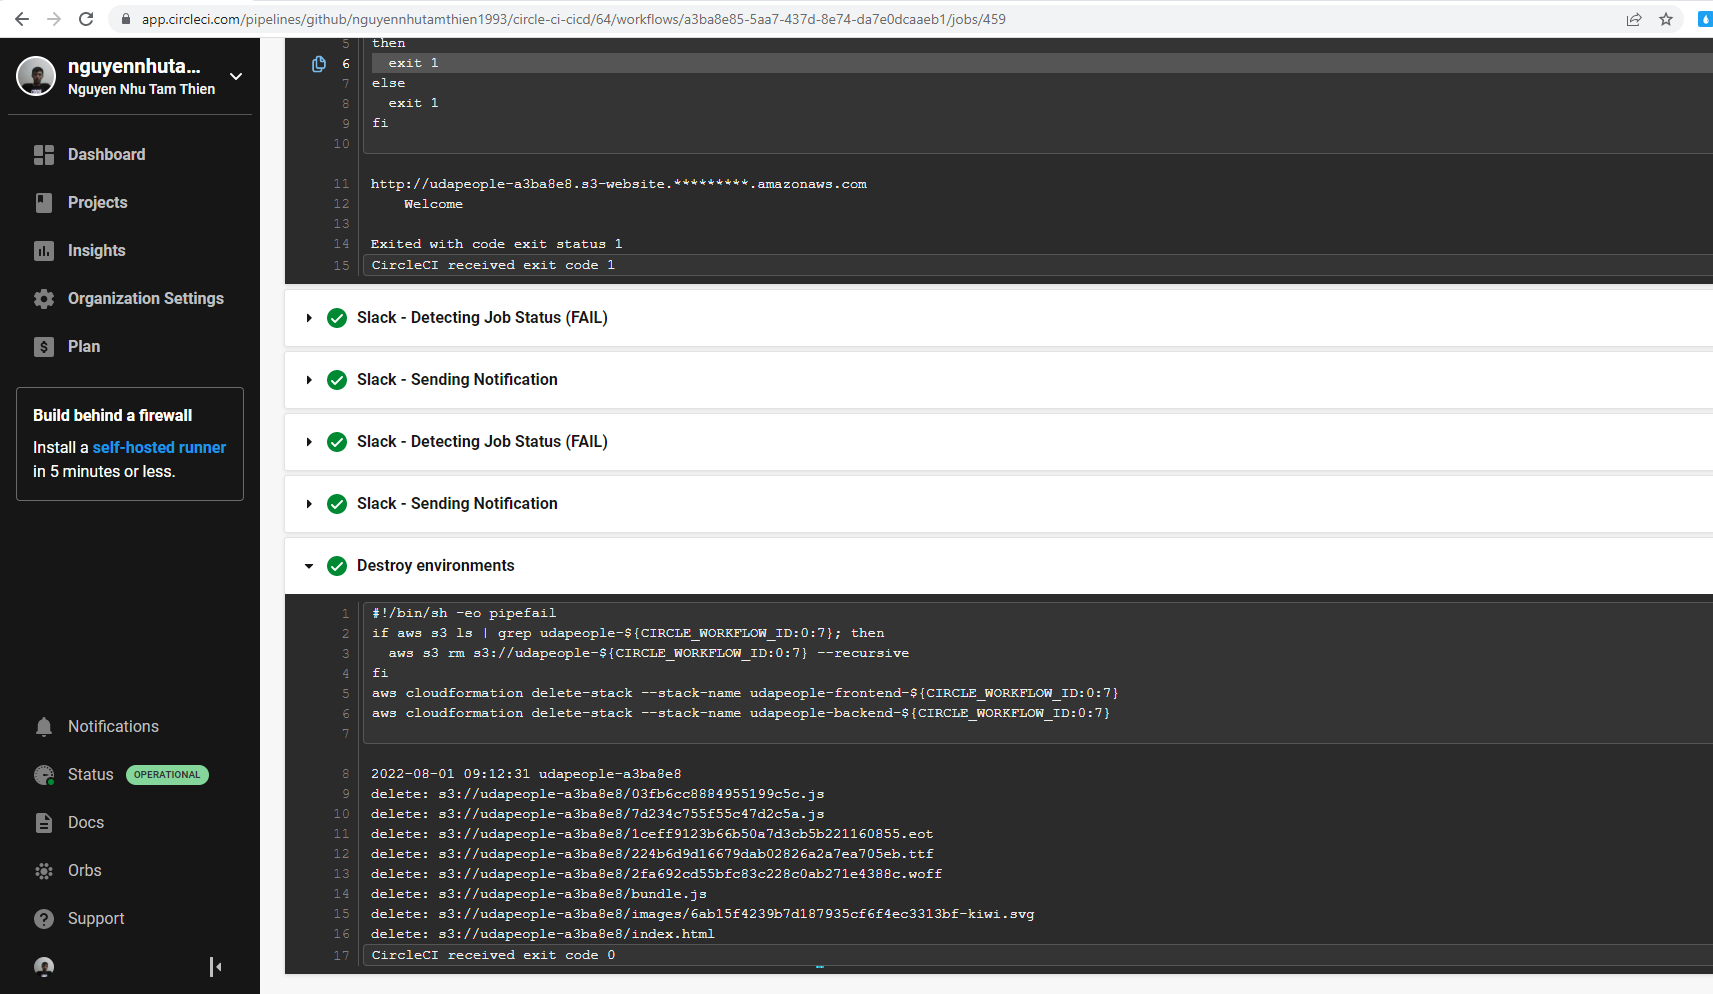 app.circleci.com/pipelines/github/nguyennhutamthien1993/circle-ci-cicd/64/workflows/a3ba8e85-5aa7-437d-8e74-da7e0dcaaeb1/jobs/459
nguyennhuta...
Nguyen Nhu Tam Thien
Dashboard
Projects
Insights
Organization Settings
Plan
Build behind a firewall
Install a self-hosted runner
in 5 minutes or less.
Notifications
Status OPERATIONAL
Docs
Orbs
Support
5 then
6 exit 1
7 else
8 exit 1
9 fi
10
11 http://udapeople-a3ba8e8.s3-website.*********.amazonaws.com
12 Welcome
13
14 Exited with code exit status 1
15 CircleCI received exit code 1
Slack - Detecting Job Status (FAIL)
Slack - Sending Notification
Slack - Detecting Job Status (FAIL)
Slack - Sending Notification
Destroy environments
1 #!/bin/sh -eo pipefail
2 if aws s3 ls | grep udapeople-${CIRCLE_WORKFLOW_ID:0:7}; then
3 aws s3 rm s3://udapeople-${CIRCLE_WORKFLOW_ID:0:7} --recursive
4 fi
5 aws cloudformation delete-stack --stack-name udapeople-frontend-${CIRCLE_WORKFLOW_ID:0:7}
6 aws cloudformation delete-stack --stack-name udapeople-backend-${CIRCLE_WORKFLOW_ID:0:7}
7
8 2022-08-01 09:12:31 udapeople-a3ba8e8
9 delete: s3://udapeople-a3ba8e8/03fb6cc8884955199c5c.js
10 delete: s3://udapeople-a3ba8e8/7d234c755f55c47d2c5a.js
11 delete: s3://udapeople-a3ba8e8/1ceff9123b66b50a7d3cb5b221160855.eot
12 delete: s3://udapeople-a3ba8e8/224b6d9d16679dab02826a2a7ea705eb.ttf
13 delete: s3://udapeople-a3ba8e8/2fa692cd55bfc83c228c0ab271e4388c.woff
14 delete: s3://udapeople-a3ba8e8/bundle.js
15 delete: s3://udapeople-a3ba8e8/images/6ab15f4239b7d187935cf6f4ec3313bf-kiwi.svg
16 delete: s3://udapeople-a3ba8e8/index.html
17 CircleCI received exit code 0